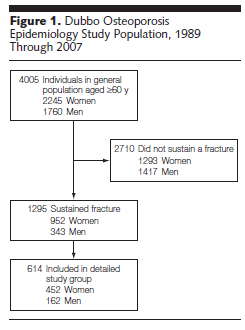 Figure 1. Dubbo Osteoporosis
Epidemiology Study Population, 1989
Through 2007
4005 Individuals in general
population aged ≥60 y
2245 Women
1760 Men
2710 Did not sustain a fracture
1293 Women
1417 Men
1295 Sustained fracture
952 Women
343 Men
614 Included in detailed
study group
452 Women
162 Men